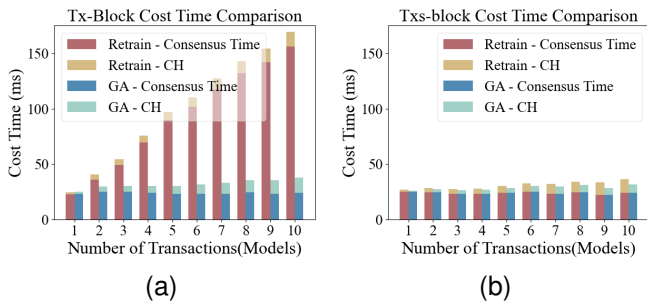 Tx-Block Cost Time Comparison
Retrain - Consensus Time
Retrain - CH
GA - Consensus Time
GA - CH
Cost Time (ms)
150
100
50
0
1 2 3 4 5 6 7 8 9 10
Number of Transactions(Models)
(a)
Txs-block Cost Time Comparison
Retrain - Consensus Time
Retrain - CH
GA - Consensus Time
GA - CH
Cost Time (ms)
150
100
50
0
1 2 3 4 5 6 7 8 9 10
Number of Transactions(Models)
(b)